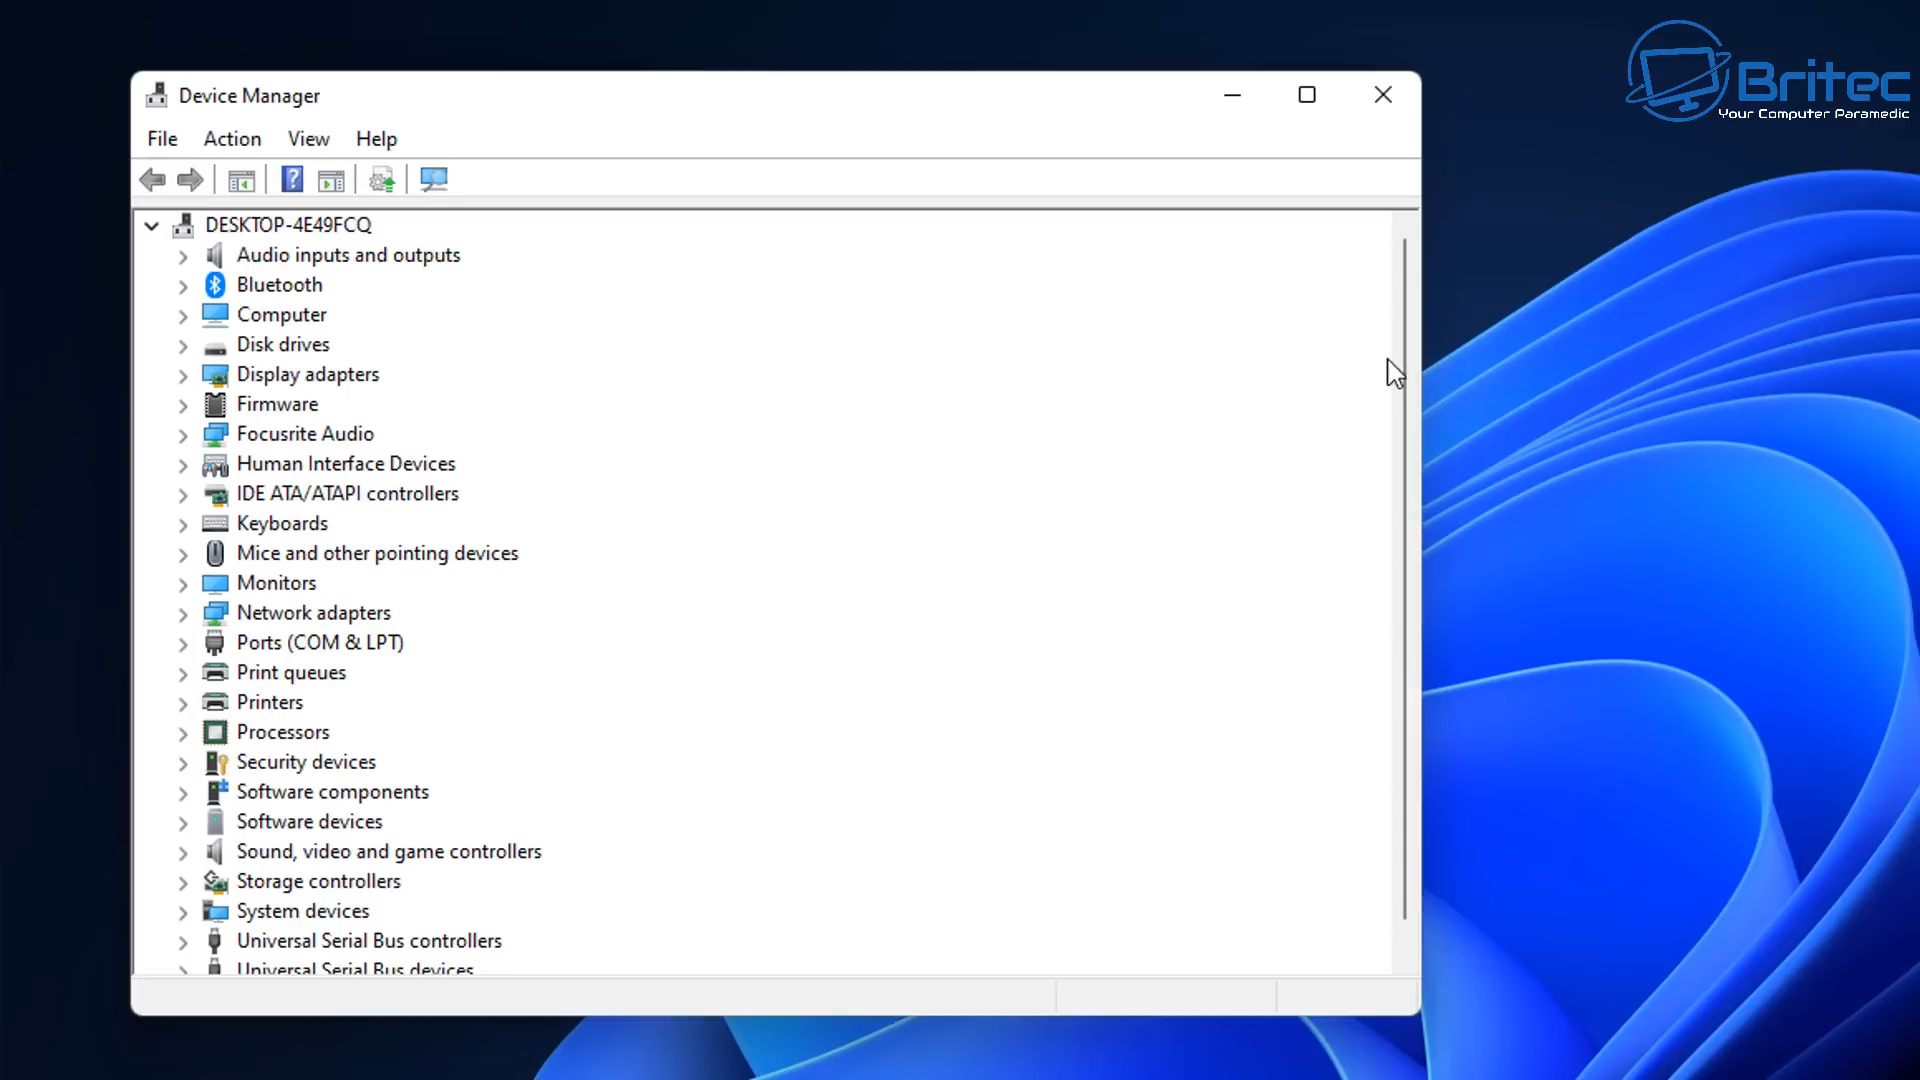 Britec
Your Computer Paramedic
Device Manager
File Action View Help
DESKTOP-4E49FCQ
Audio inputs and outputs
Bluetooth
Computer
Disk drives
Display adapters
Firmware
Focusrite Audio
Human Interface Devices
IDE ATA/ATAPI controllers
Keyboards
Mice and other pointing devices
Monitors
Network adapters
Ports (COM & LPT)
Print queues
Printers
Processors
Security devices
Software components
Software devices
Sound, video and game controllers
Storage controllers
System devices
Universal Serial Bus controllers
Universal Serial Bus devices